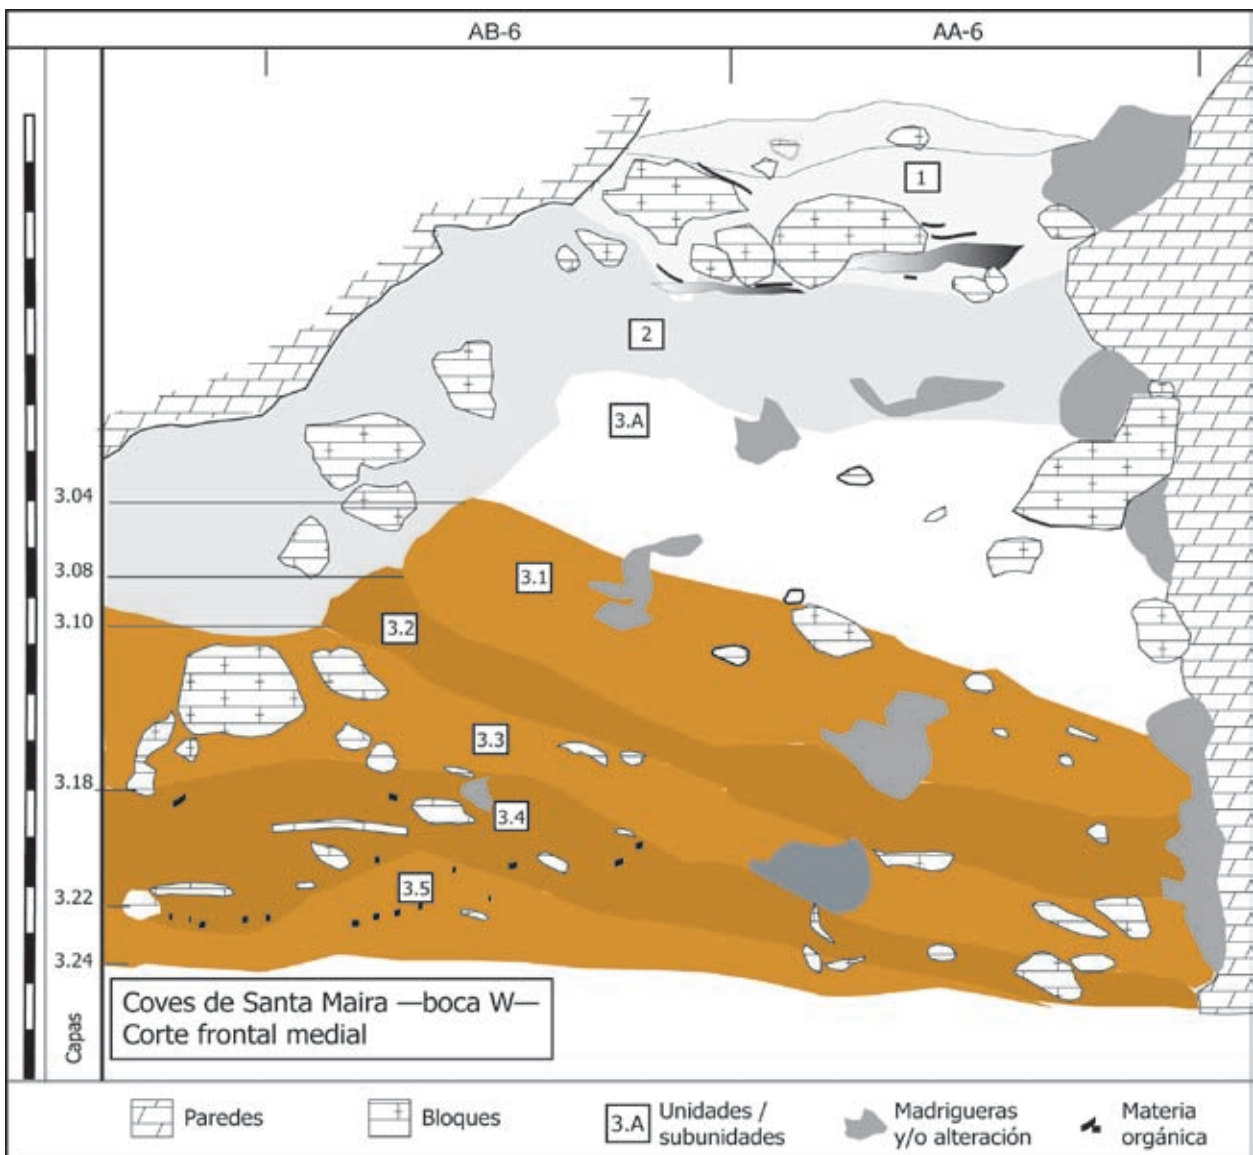 AB-6
AA-6
1
2
3.A
3.04
3.08
3.1
3.10
3.2
3.3
3.18
3.4
3.5
3.22
3.24
Capas
Coves de Santa Maira —boca W—
Corte frontal medial
Paredes
Bloques
3.A
Unidades /
subunidades
Madrigueras
y/o alteración
Materia
orgánica